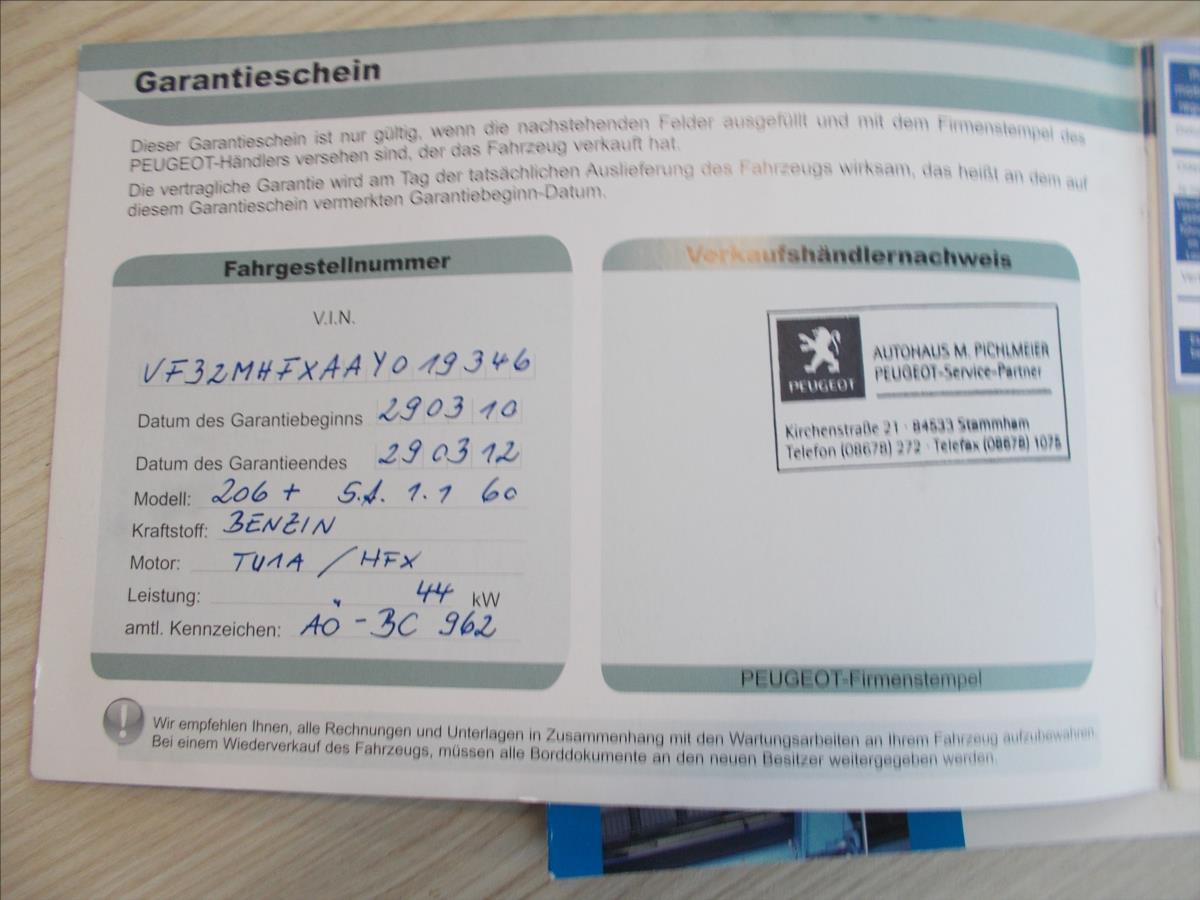 Garantieschein
Dieser Garantieschein ist nur gültig, wenn die nachstehenden Felder ausgefüllt und mit dem Firmenstempel des
PEUGEOT-Händlers versehen sind, der das Fahrzeug verkauft hat.
Die vertragliche Garantie wird am Tag der tatsächlichen Auslieferung des Fahrzeugs wirksam, das heißt an dem auf
diesem Garantieschein vermerkten Garantiebeginn-Datum.
Fahrgestellnummer
V.I.N.
VF32MHFXAAY019346
Datum des Garantiebeginns 290310
Datum des Garantieendes 290312
Modell: 206+ S.A. 1.1 60
Kraftstoff: BENZIN
Motor: TU1A / HFX
Leistung: 44 kW
amtl. Kennzeichen: AÖ-BC 962
Verkaufshändlernachweis
PEUGEOT
AUTOHAUS M. PICHLMEIER
PEUGEOT-Service-Partner
Kirchenstraße 21 · 84533 Stammham
Telefon (08678) 272 · Telefax (08678) 1075
PEUGEOT-Firmenstempel
Wir empfehlen Ihnen, alle Rechnungen und Unterlagen in Zusammenhang mit den Wartungsarbeiten an Ihrem Fahrzeug aufzubewahren.
Bei einem Wiederverkauf des Fahrzeugs, müssen alle Borddokumente an den neuen Besitzer weitergegeben werden.